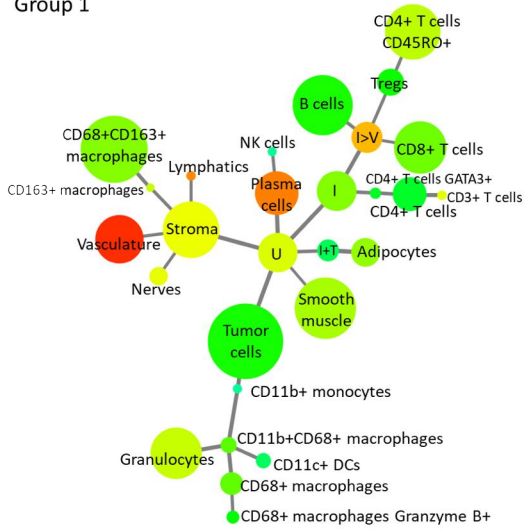 Group 1
CD4+ T cells
CD45RO+
Tregs
B cells
I>V
CD8+ T cells
CD68+CD163+
macrophages
NK cells
Lymphatics
CD163+ macrophages
Plasma
cells
I
CD4+ T cells GATA3+
CD3+ T cells
CD4+ T cells
Stroma
Vasculature
U
I+T
Adipocytes
Nerves
Smooth
muscle
Tumor
cells
CD11b+ monocytes
CD11b+CD68+ macrophages
Granulocytes
CD11c+ DCs
CD68+ macrophages
CD68+ macrophages Granzyme B+